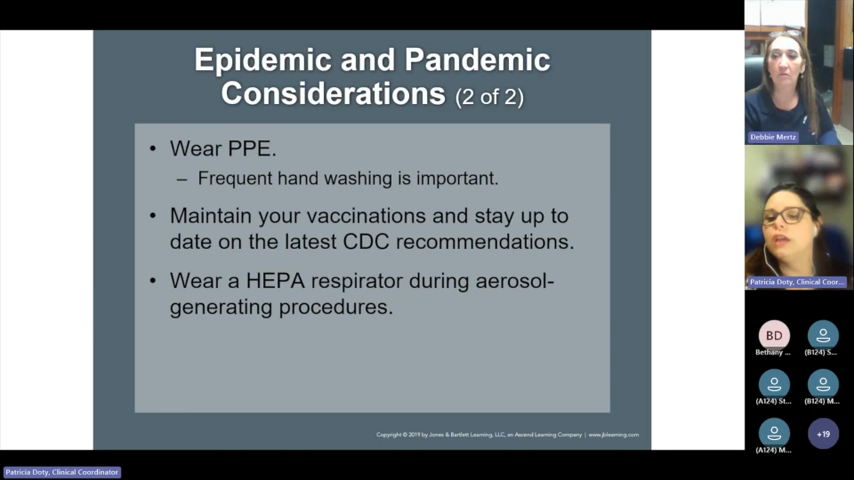 Epidemic and Pandemic
Considerations (2 of 2)
• Wear PPE.
– Frequent hand washing is important.
• Maintain your vaccinations and stay up to
date on the latest CDC recommendations.
• Wear a HEPA respirator during aerosol-
generating procedures.
Copyright © 2019 by Jones & Bartlett Learning, LLC, an Ascend Learning Company | www.jblearning.com
Debbie Mertz
Patricia Doty, Clinical Coor...
BD
Bethany ...
(B124) S...
(A124) St...
(B124) M...
(A124) M...
+19
Patricia Doty, Clinical Coordinator